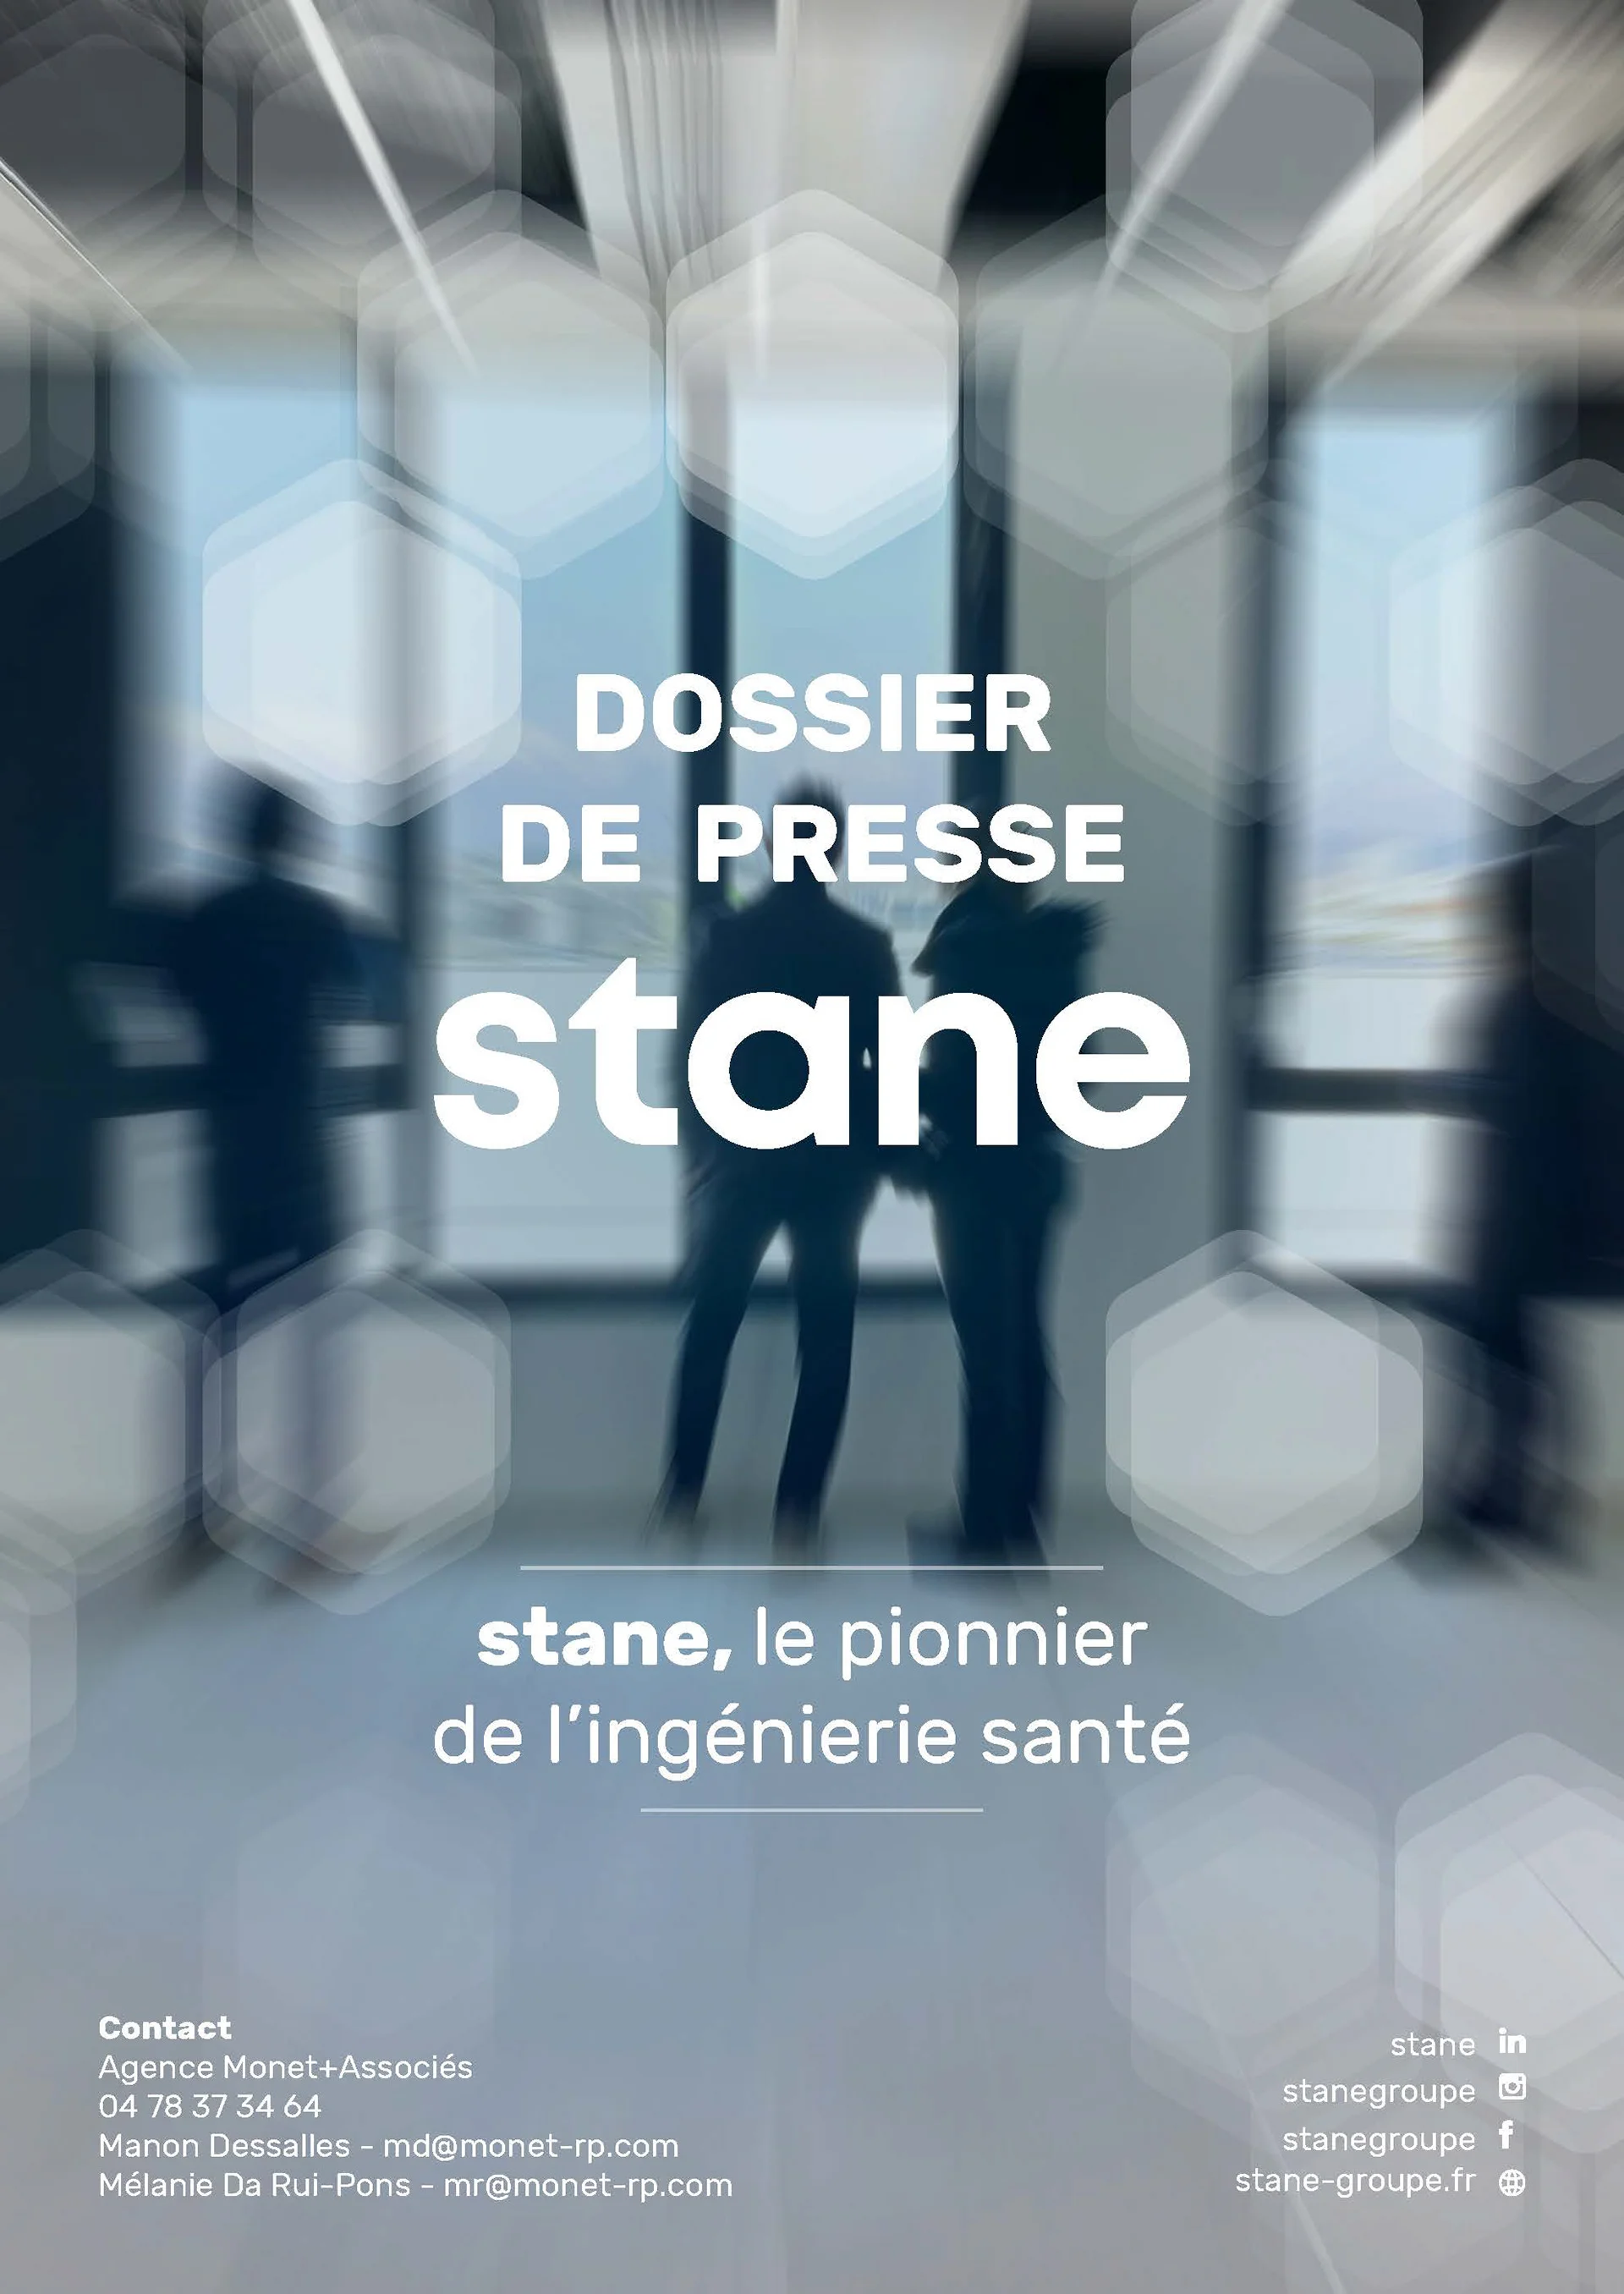 DOSSIER
DE PRESSE
stane
stane, le pionnier
de l'ingénierie santé
Contact
Agence Monet+Associés
04 78 37 34 64
Manon Dessalles - md@monet-rp.com
Mélanie Da Rui-Pons - mr@monet-rp.com
stane in
stanegroupe
stanegroupe f
stane-groupe.fr